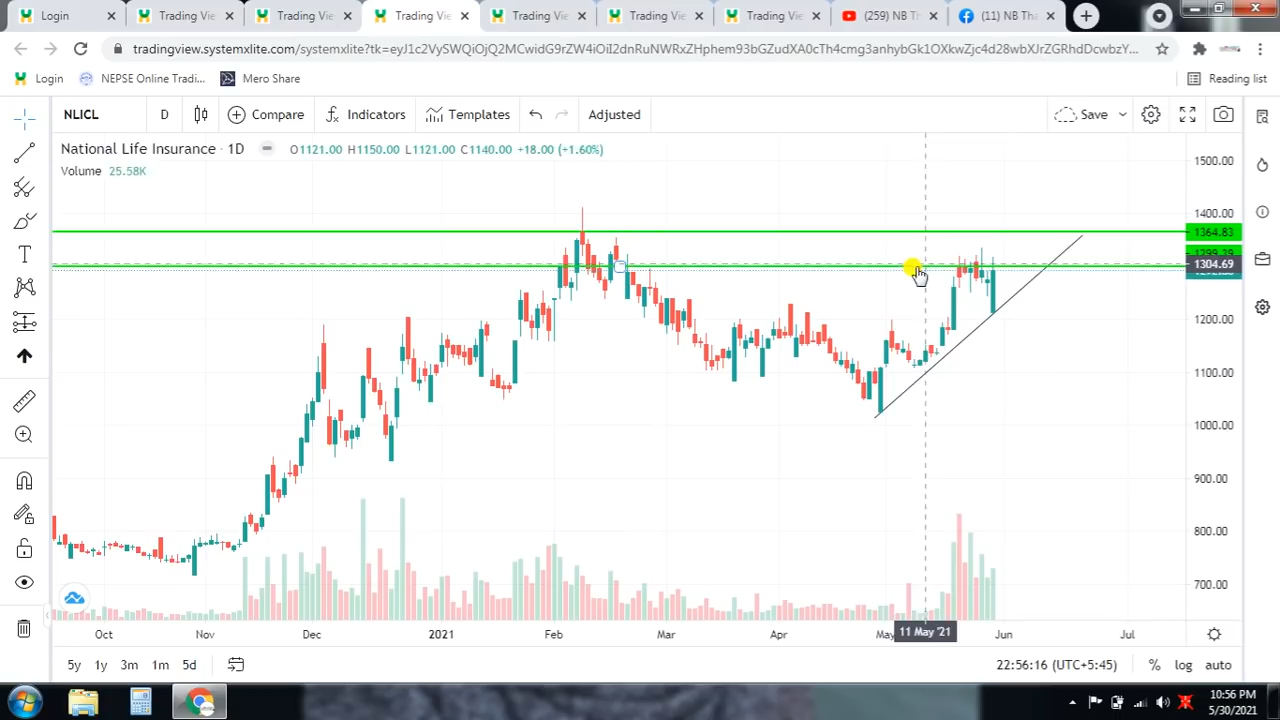 Login
Trading Vie
Trading Vie
Trading Vie
Trading Vie
Trading Vie
Trading Vie
(259) NB T
(11) NB Tha
tradingview.systemxlite.com/systemxlite?tk=
Login
NEPSE Online Tradi...
Mero Share
Reading list
NLICL
D
Compare
Indicators
Templates
Adjusted
Save
National Life Insurance · 1D
O1121.00 H1150.00 L1121.00 C1140.00 +18.00 (+1.60%)
Volume 25.58K
1500.00
1400.00
1364.83
1304.69
1200.00
1100.00
1000.00
900.00
800.00
700.00
Oct
Nov
Dec
2021
Feb
Mar
Apr
May
11 May '21
Jun
Jul
5y
1y
3m
1m
5d
22:56:16 (UTC+5:45)
%
log
auto
10:56 PM
5/30/2021